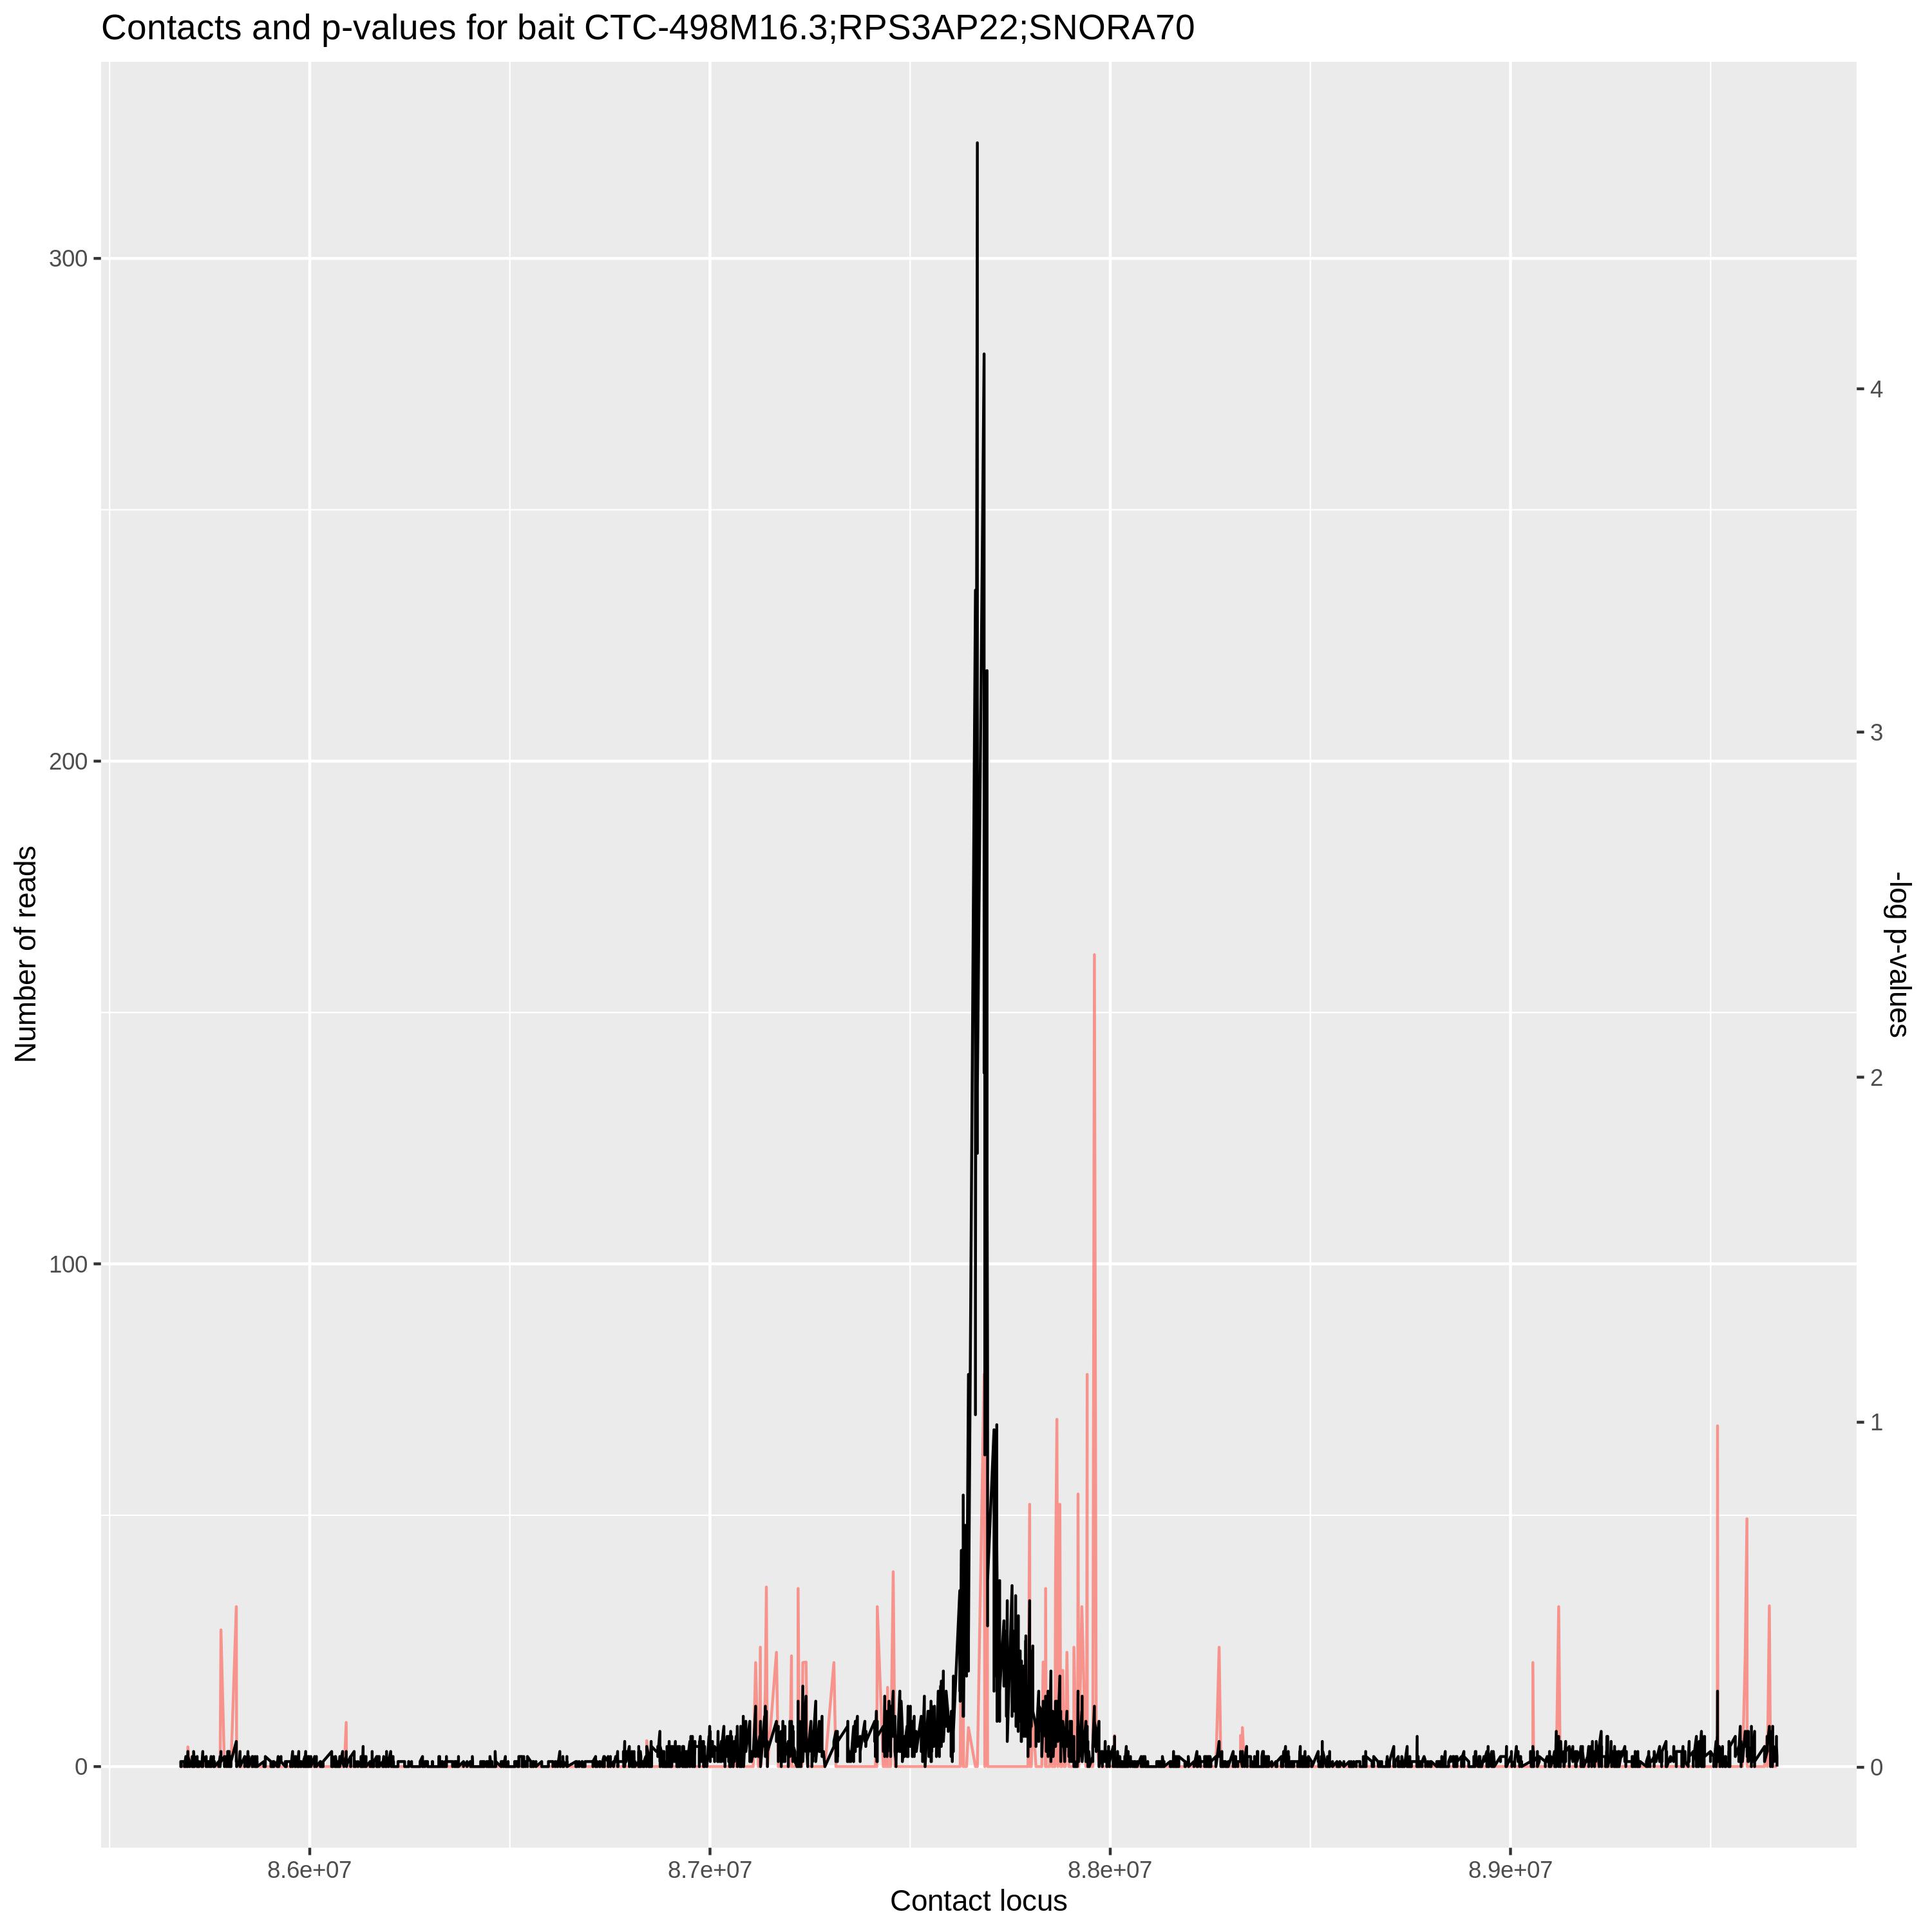 Contacts and p-values for bait CTC-498M16.3;RPS3AP22;SNORA70
300
200
100
0
Number of reads
4
3
2
1
0
-log p-values
8.6e+07
8.7e+07
8.8e+07
8.9e+07
Contact locus